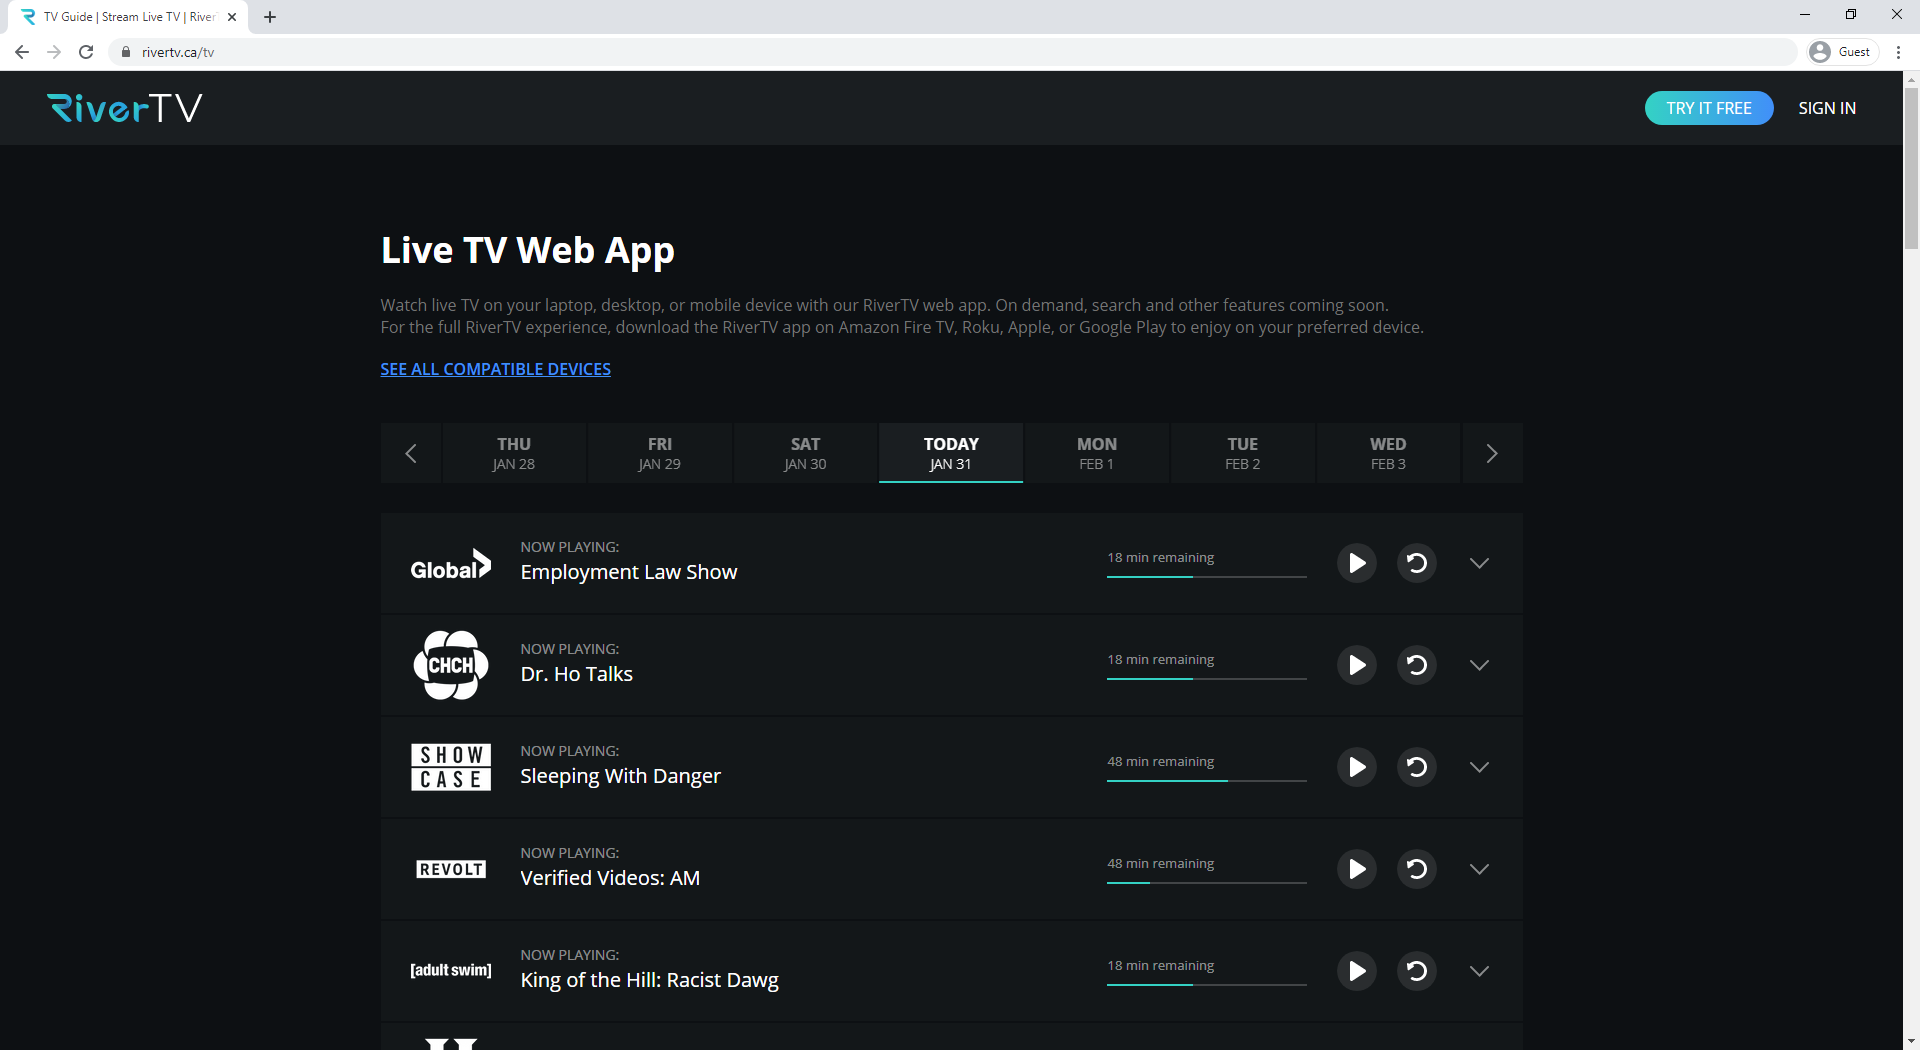 TV Guide | Stream Live TV | River
rivertv.ca/tv
Guest
RiverTV
TRY IT FREE
SIGN IN
Live TV Web App
Watch live TV on your laptop, desktop, or mobile device with our RiverTV web app. On demand, search and other features coming soon.
For the full RiverTV experience, download the RiverTV app on Amazon Fire TV, Roku, Apple, or Google Play to enjoy on your preferred device.
SEE ALL COMPATIBLE DEVICES
THU
JAN 28
FRI
JAN 29
SAT
JAN 30
TODAY
JAN 31
MON
FEB 1
TUE
FEB 2
WED
FEB 3
Global
NOW PLAYING:
Employment Law Show
18 min remaining
CHCH
NOW PLAYING:
Dr. Ho Talks
18 min remaining
SHOW
CASE
NOW PLAYING:
Sleeping With Danger
48 min remaining
REVOLT
NOW PLAYING:
Verified Videos: AM
48 min remaining
[adult swim]
NOW PLAYING:
King of the Hill: Racist Dawg
18 min remaining